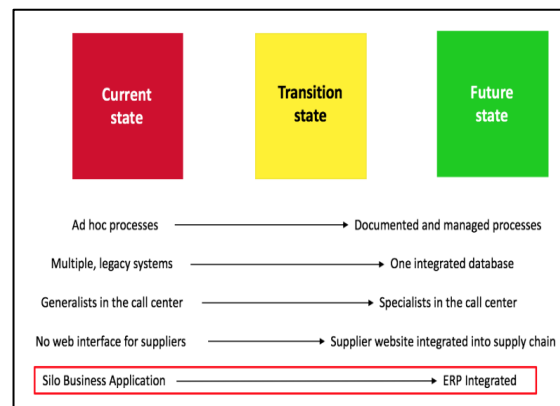 Current
state
Transition
state
Future
state
Ad hoc processes Documented and managed processes
Multiple, legacy systems One integrated database
Generalists in the call center Specialists in the call center
No web interface for suppliers Supplier website integrated into supply chain
Silo Business Application ERP Integrated